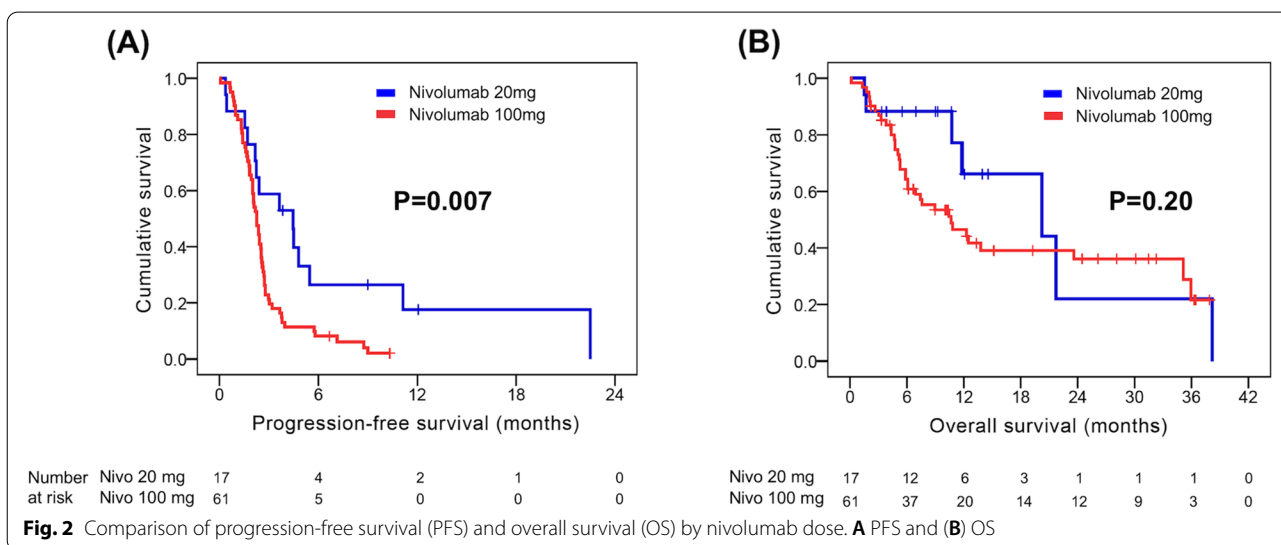 (A)
(B)
Cumulative survival
1.0
0.8
0.6
0.4
0.2
0.0
Nivolumab 20mg
Nivolumab 100mg
P=0.007
0 6 12 18 24
Progression-free survival (months)
Cumulative survival
1.0
0.8
0.6
0.4
0.2
0.0
Nivolumab 20mg
Nivolumab 100mg
P=0.20
0 6 12 18 24 30 36 42
Overall survival (months)
Number Nivo 20 mg 17 4 2 1 0
at risk Nivo 100 mg 61 5 0 0 0
Nivo 20 mg 17 12 6 3 1 1 1 0
Nivo 100 mg 61 37 20 14 12 9 3 0
Fig. 2 Comparison of progression-free survival (PFS) and overall survival (OS) by nivolumab dose. A PFS and (B) OS